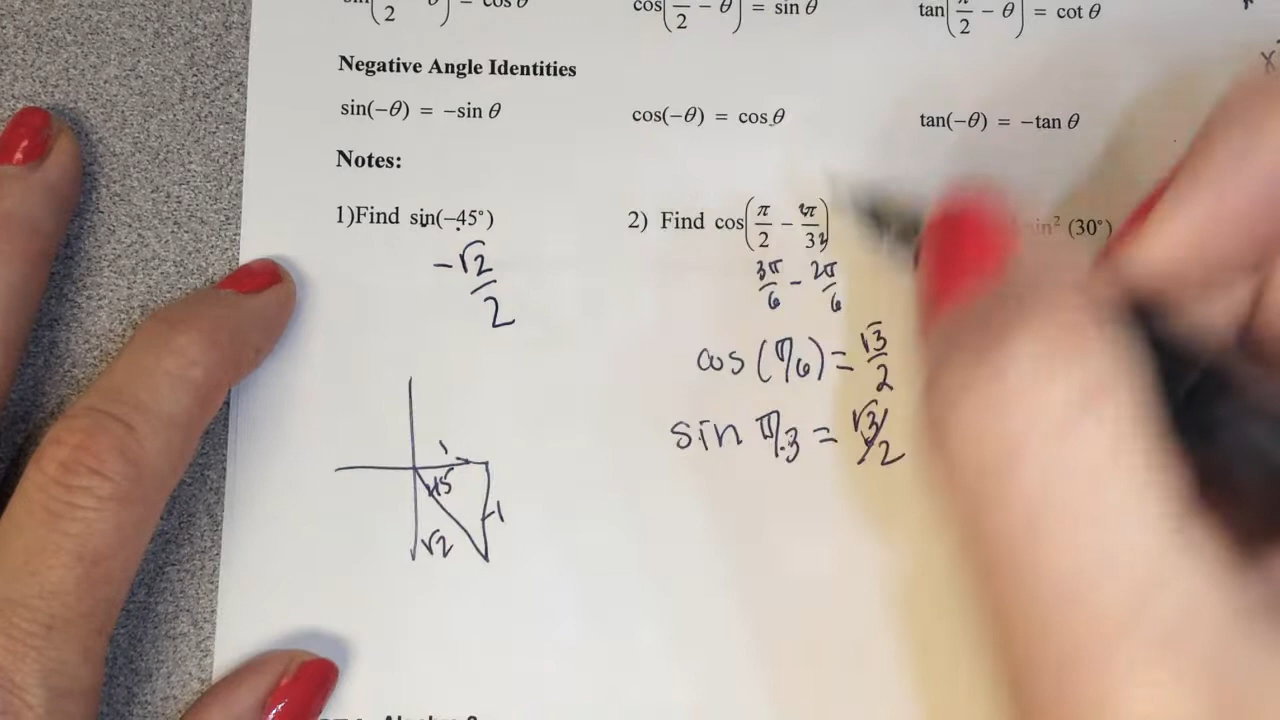 cos(π/2 − θ) = sin θ tan(π/2 − θ) = cot θ
Negative Angle Identities
sin(−θ) = −sin θ cos(−θ) = cos θ tan(−θ) = −tan θ
Notes:
1)Find sin(−45°) 2) Find cos(π/2 − π/3) (30°)
−√2/2 3π/6 − 2π/6
cos (π/6) = √3/2
sin π/3 = √3/2
1
45
-1
√2